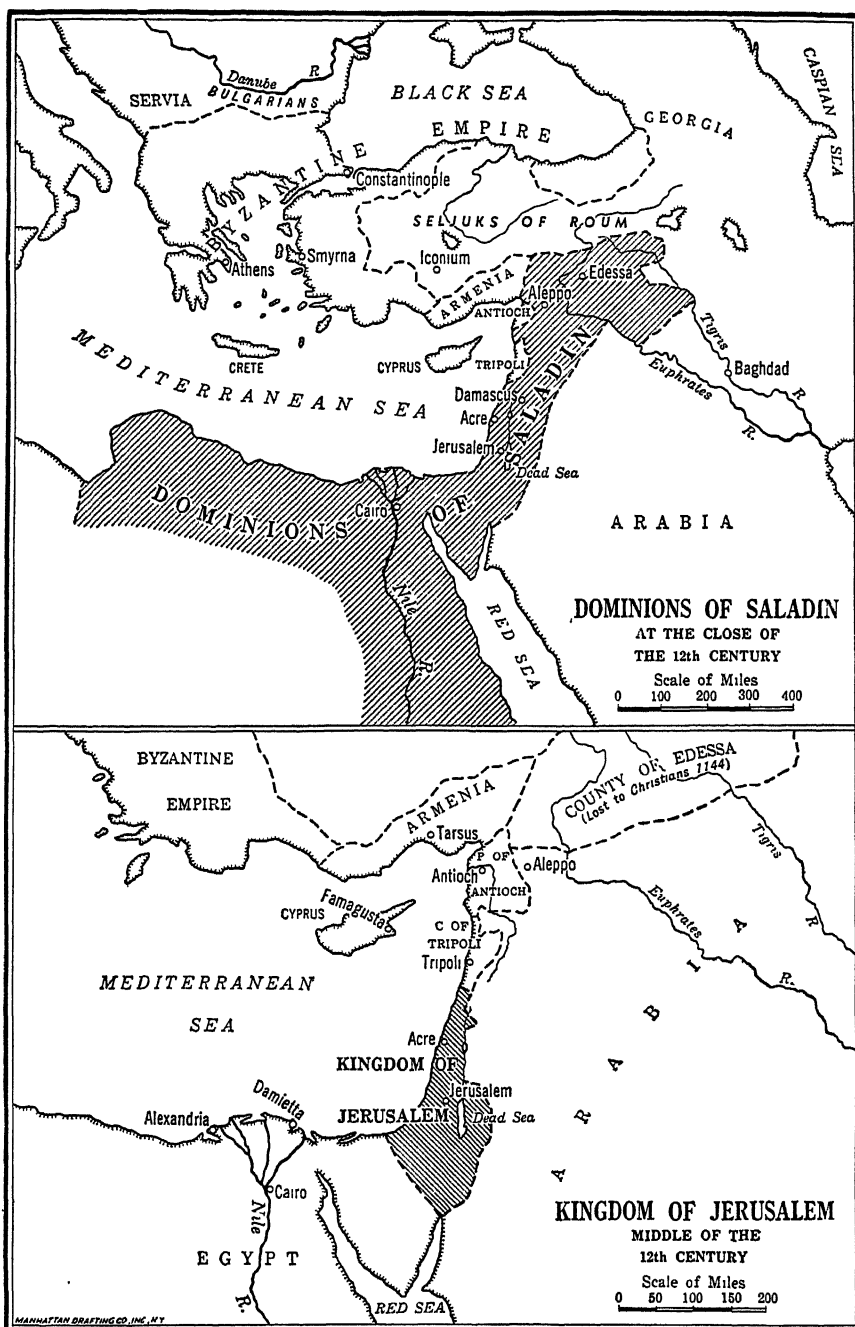 CASPIAN
SEA
Danube R
SERVIA
BULGARIANS
BLACK SEA
GEORGIA
BYZANTINE EMPIRE
Constantinople
SELJUKS OF ROUM
Smyrna
Iconium
Athens
Edessa
ARMENIA
Aleppo
ANTIOCH
Tigris
R
CRETE
CYPRUS
TRIPOLI
Baghdad
MEDITERRANEAN SEA
Euphrates
R.
Damascus
Acre
Jerusalem
Dead Sea
DOMINIONS OF SALADIN
Cairo
ARABIA
Nile
R.
RED SEA
DOMINIONS OF SALADIN
AT THE CLOSE OF
THE 12th CENTURY
Scale of Miles
0 100 200 300 400
BYZANTINE
EMPIRE
ARMENIA
COUNTY OF EDESSA
(Lost to Christians 1144)
Tarsus
Tigris
R
P OF
ANTIOCH
Antioch
Aleppo
Famagusta
CYPRUS
Euphrates
R.
C OF
TRIPOLI
Tripoli
MEDITERRANEAN
SEA
ARABIA
Acre
KINGDOM OF
JERUSALEM
Jerusalem
Dead Sea
Damietta
Alexandria
Cairo
Nile
R.
EGYPT
RED SEA
KINGDOM OF JERUSALEM
MIDDLE OF THE
12th CENTURY
Scale of Miles
0 50 100 150 200
MANHATTAN DRAFTING CO., INC., N.Y.